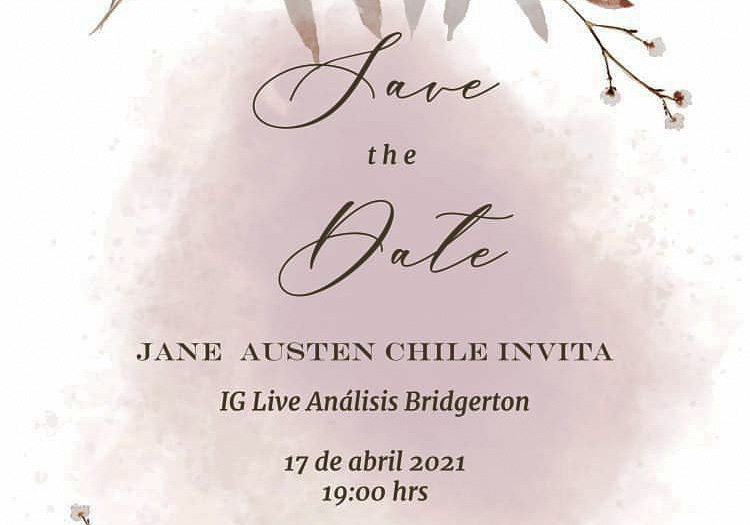 Save
the
Date
JANE AUSTEN CHILE INVITA
IG Live Análisis Bridgerton
17 de abril 2021
19:00 hrs